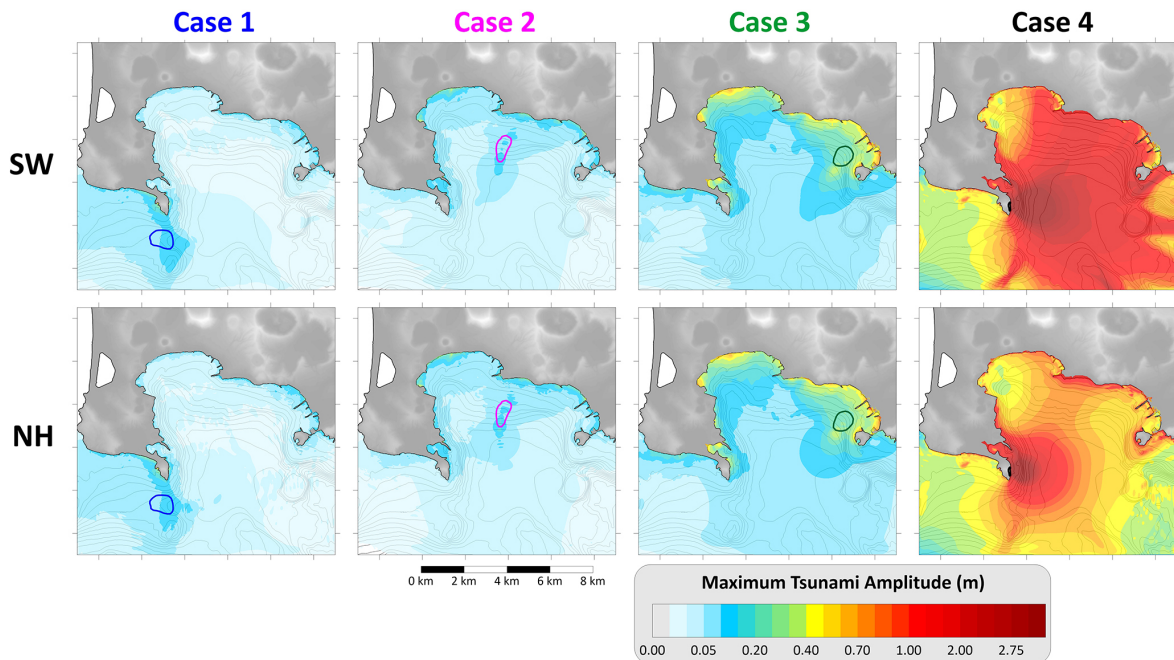 Case 1 Case 2 Case 3 Case 4
SW
NH
0 km 2 km 4 km 6 km 8 km
Maximum Tsunami Amplitude (m)
0.00 0.05 0.20 0.40 0.70 1.00 2.00 2.75